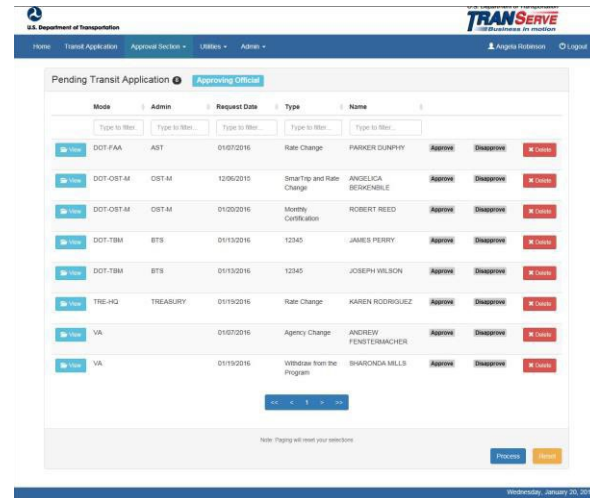 U.S. Department of Transportation
U.S. Department of Transportation
TRANSERVE
Business in motion
Home Transit Application Approval Section Utilities Admin Angela Robinson Logout
Pending Transit Application 8 Approving Official
Mode Admin Request Date Type Name
Type to filter... Type to filter... Type to filter... Type to filter... Type to filter...
View DOT-FAA AST 01/07/2016 Rate Change PARKER DUNPHY Approve Disapprove Delete
View DOT-OST-M OST-M 12/06/2015 SmarTrip and Rate ANGELICA Approve Disapprove Delete
Change BERKENBILE
View DOT-OST-M OST-M 01/20/2016 Monthly ROBERT REED Approve Disapprove Delete
Certification
View DOT-TBM BTS 01/13/2016 12345 JAMES PERRY Approve Disapprove Delete
View DOT-TBM BTS 01/13/2016 12345 JOSEPH WILSON Approve Disapprove Delete
View TRE-HQ TREASURY 01/19/2016 Rate Change KAREN RODRIGUEZ Approve Disapprove Delete
View VA 01/07/2016 Agency Change ANDREW Approve Disapprove Delete
FENSTERMACHER
View VA 01/19/2016 Withdraw from the SHARONDA MILLS Approve Disapprove Delete
Program
<< < 1 > >>
Note: Paging will reset your selections
Process Reset
Wednesday, January 20, 201